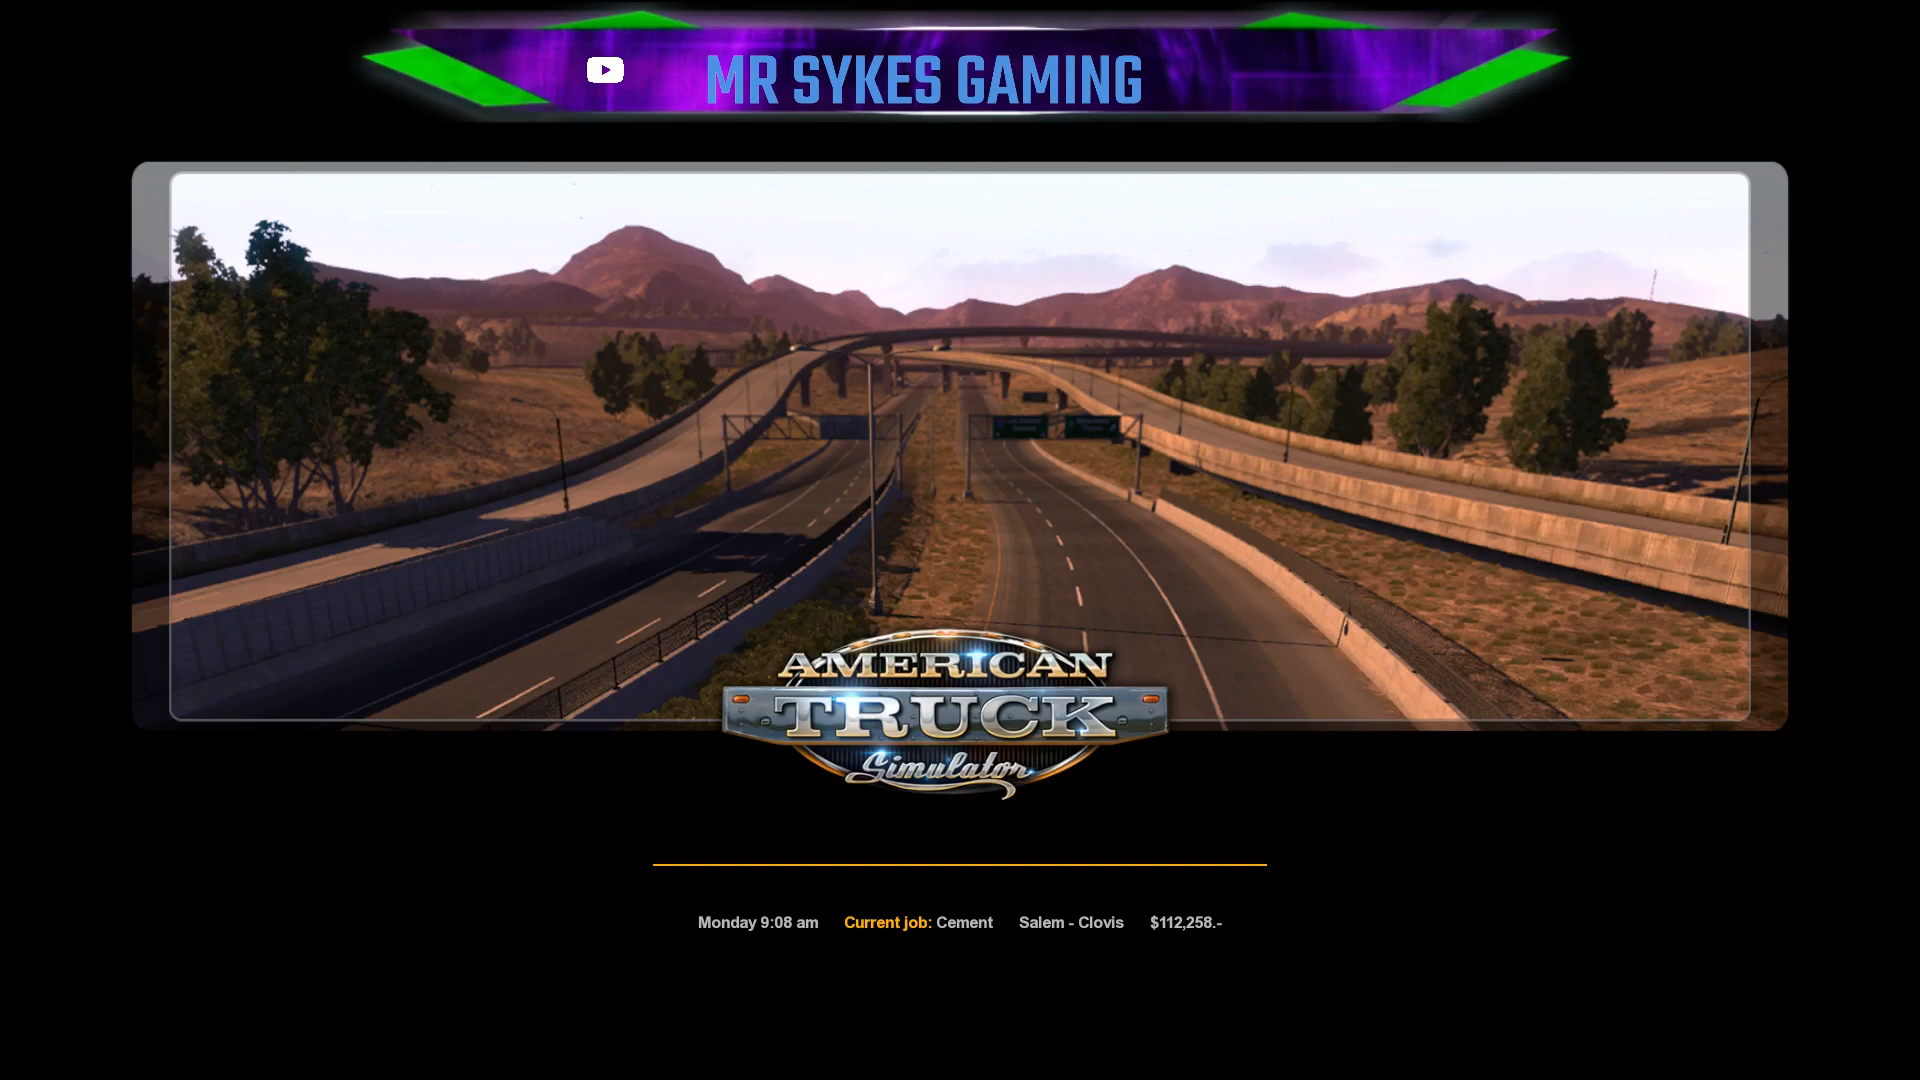 MR SYKES GAMING
AMERICAN
TRUCK
Simulator
Monday 9:08 am Current job: Cement Salem - Clovis $112,258.-